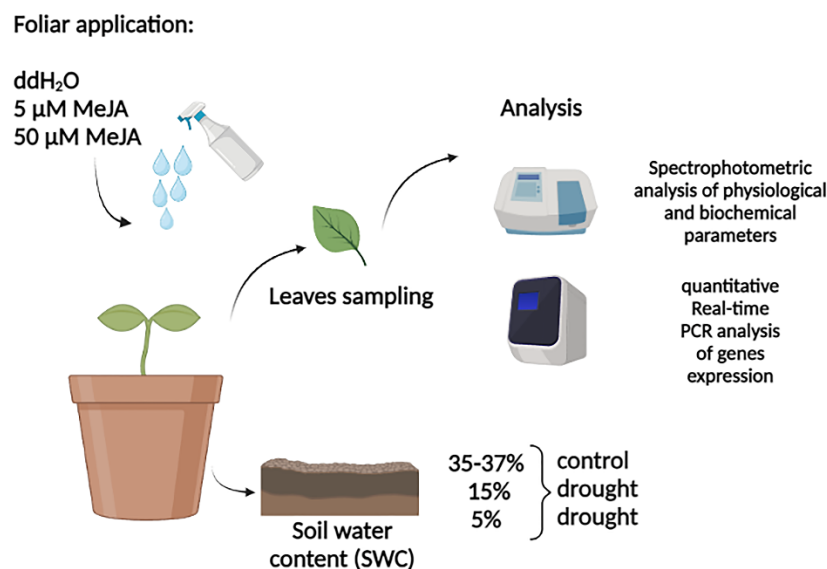 Foliar application:
ddH₂O
5 µM MeJA
50 µM MeJA
Analysis
Spectrophotometric
analysis of physiological
and biochemical
parameters
Leaves sampling
quantitative
Real-time
PCR analysis
of genes
expression
35-37% control
15% drought
5% drought
Soil water
content (SWC)